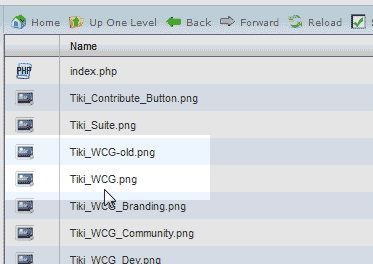 Home Up One Level Back Forward Reload
Name
index.php
Tiki_Contribute_Button.png
Tiki_Suite.png
Tiki_WCG-old.png
Tiki_WCG.png
Tiki_WCG_Branding.png
Tiki_WCG_Community.png
Tiki_WCG_Dev.png